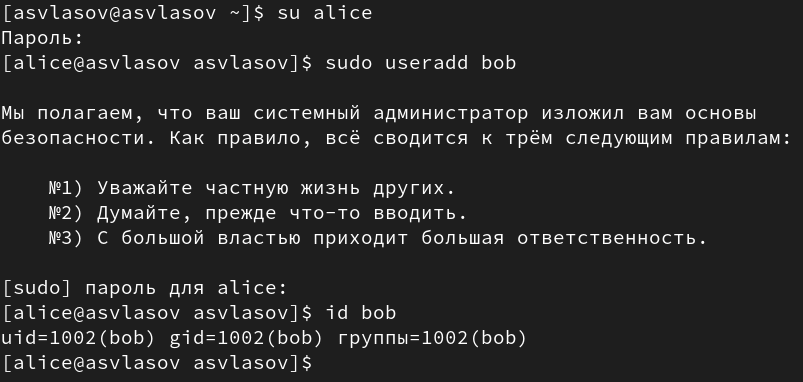 [asvlasov@asvlasov ~]$ su alice
Пароль:
[alice@asvlasov asvlasov]$ sudo useradd bob
Мы полагаем, что ваш системный администратор изложил вам основы
безопасности. Как правило, всё сводится к трём следующим правилам:
№1) Уважайте частную жизнь других.
№2) Думайте, прежде что-то вводить.
№3) С большой властью приходит большая ответственность.
[sudo] пароль для alice:
[alice@asvlasov asvlasov]$ id bob
uid=1002(bob) gid=1002(bob) группы=1002(bob)
[alice@asvlasov asvlasov]$